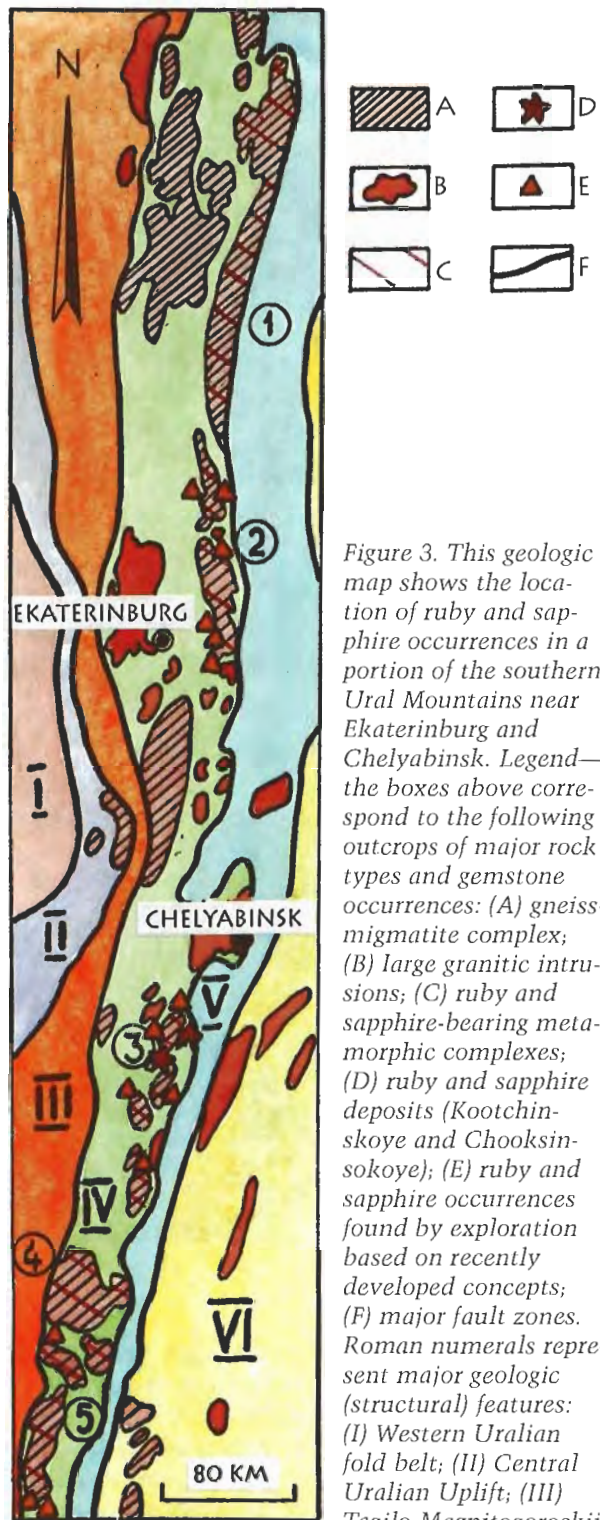 N
A
D
B
E
C
F
1
2
EKATERINBURG
I
CHELYABINSK
II
V
3
III
IV
4
VI
5
80 KM
Figure 3. This geologic
map shows the loca-
tion of ruby and sap-
phire occurrences in a
portion of the southern
Ural Mountains near
Ekaterinburg and
Chelyabinsk. Legend—
the boxes above corre-
spond to the following
outcrops of major rock
types and gemstone
occurrences: (A) gneiss-
migmatite complex;
(B) large granitic intru-
sions; (C) ruby and
sapphire-bearing meta-
morphic complexes;
(D) ruby and sapphire
deposits (Kootchin-
skoye and Chooksin-
sokoye); (E) ruby and
sapphire occurrences
found by exploration
based on recently
developed concepts;
(F) major fault zones.
Roman numerals repre-
sent major geologic
(structural) features:
(I) Western Uralian
fold belt; (II) Central
Uralian Uplift; (III)